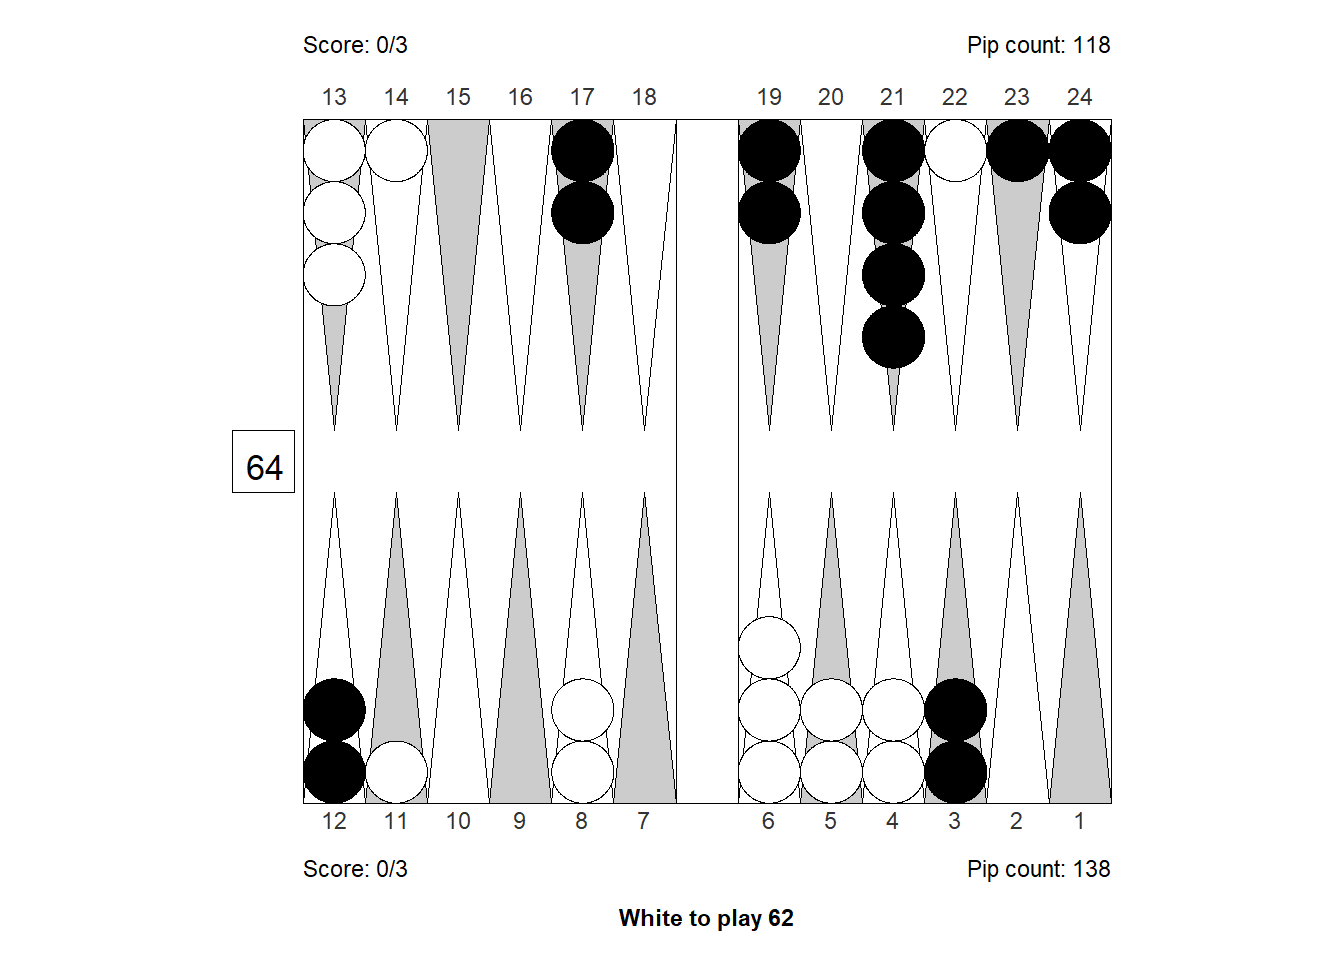 Score: 0/3 Pip count: 118
13 14 15 16 17 18 19 20 21 22 23 24
64
12 11 10 9 8 7 6 5 4 3 2 1
Score: 0/3 Pip count: 138
White to play 62